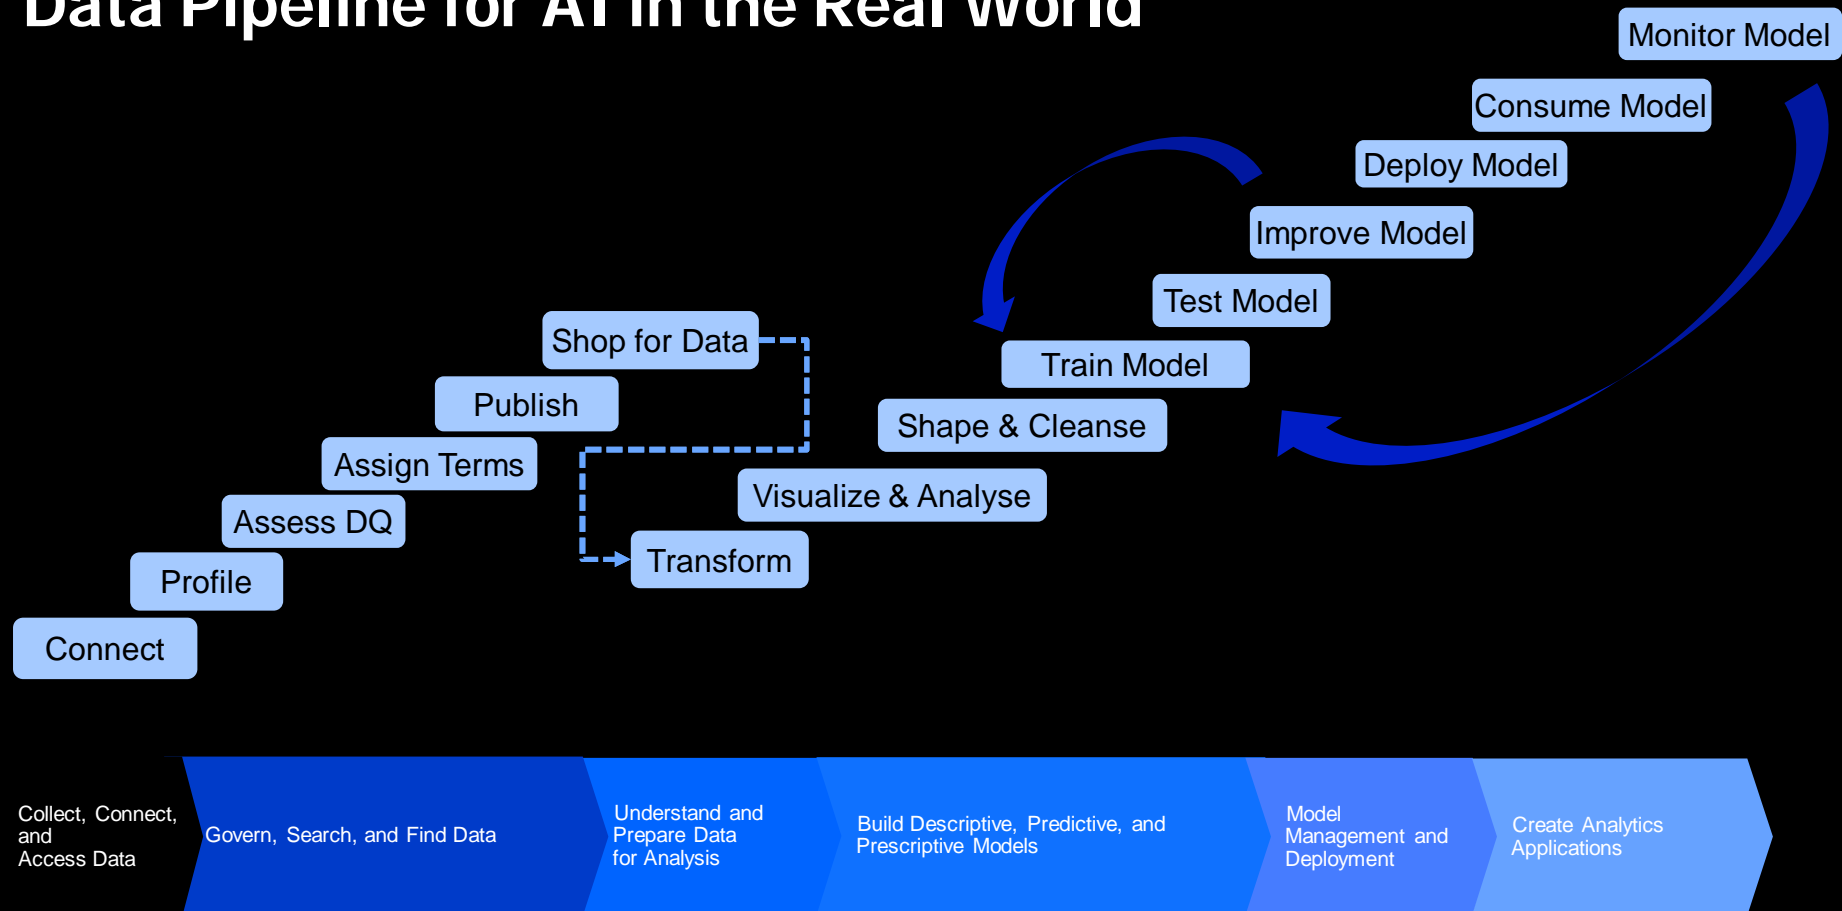 Data Pipeline for AI in the Real World
Monitor Model
Consume Model
Deploy Model
Improve Model
Test Model
Shop for Data
Train Model
Publish
Shape & Cleanse
Assign Terms
Visualize & Analyse
Assess DQ
Transform
Profile
Connect
Collect, Connect,
and
Access Data
Govern, Search, and Find Data
Understand and
Prepare Data
for Analysis
Build Descriptive, Predictive, and
Prescriptive Models
Model
Management and
Deployment
Create Analytics
Applications